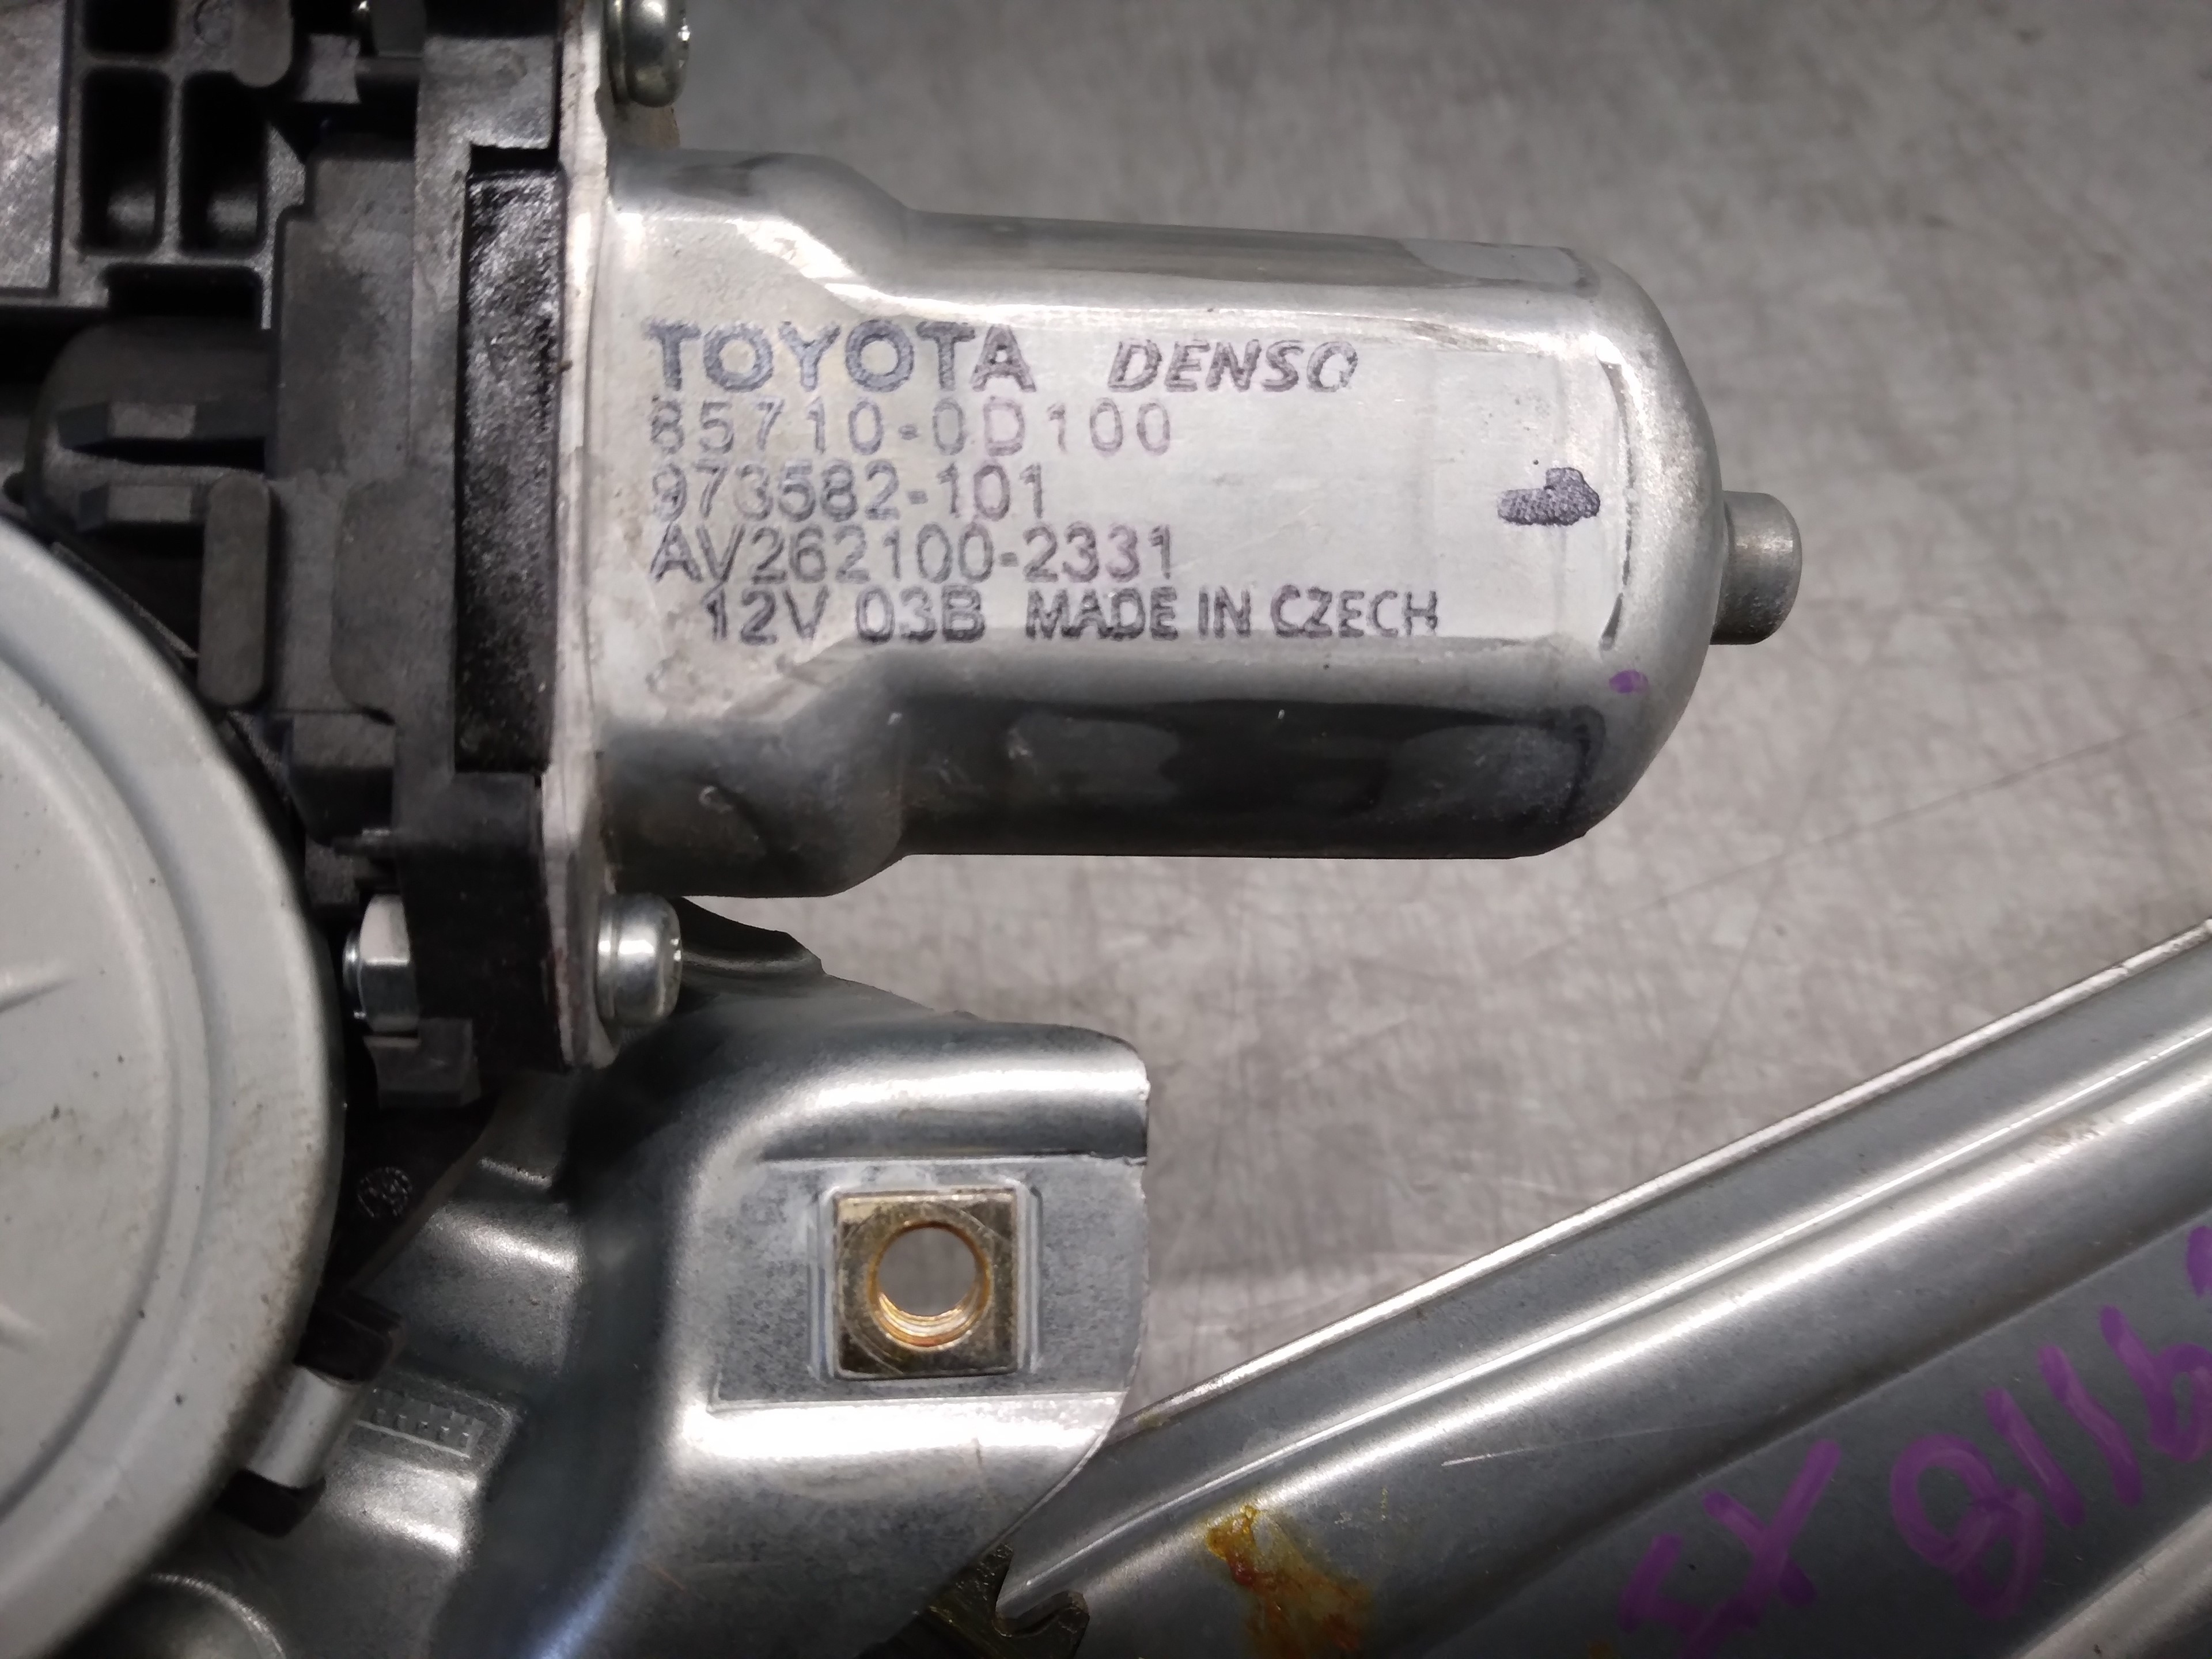 TOYOTA DENSO
85710-0D100
973582-101
AV262100-2331
12V 03B MADE IN CZECH